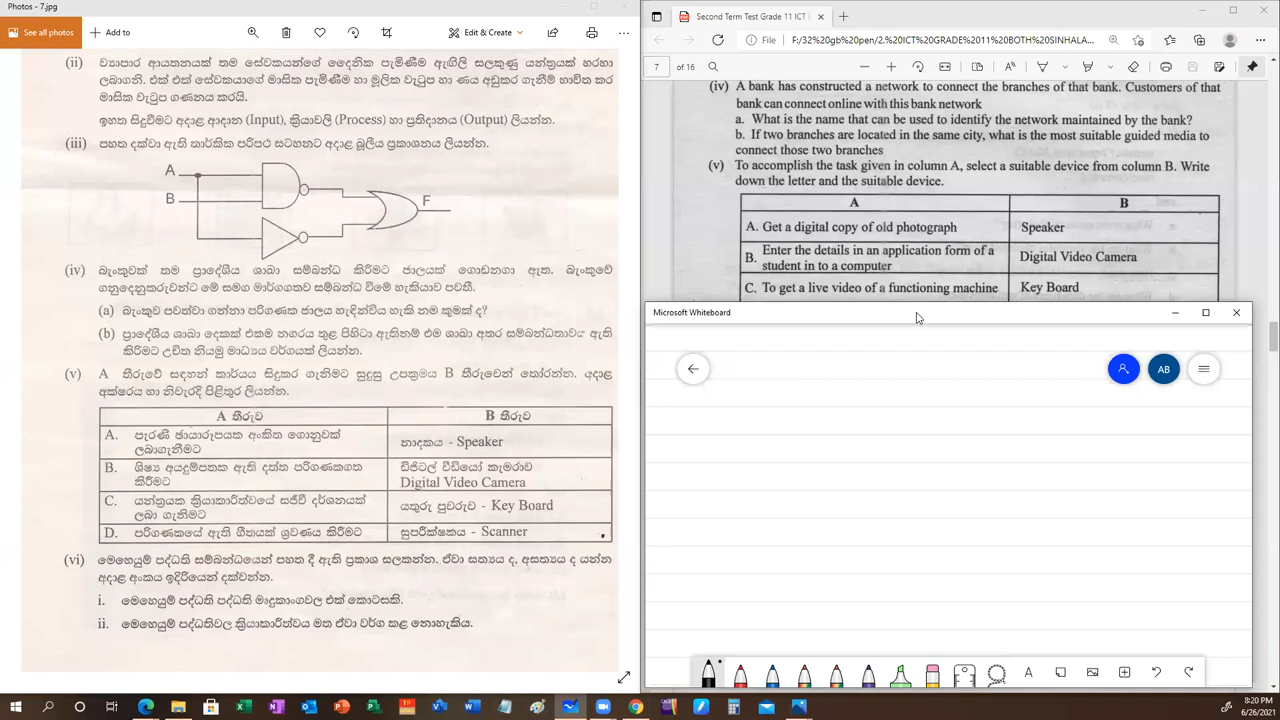 Photos - 7.jpg
See all photos
Add to
Edit & Create
(ii) ව්‍යාපාර ආයතනයක් තම සේවකයන්ගේ දෛනික පැමිණීම ඇඟිලි සලකුණු යන්ත්‍රයක් හරහා
ලබාගනී. එක් එක් සේවකයාගේ මාසික පැමිණීම හා මූලික වැටුප හා ණය අඩුකර ගැනීම් භාවිත කර
මාසික වැටුප ගණනය කරයි.
ඉහත සිදුවීමට අදාළ ආදාන (Input), ක්‍රියාවලි (Process) හා ප්‍රතිදානය (Output) ලියන්න.
(iii) පහත දක්වා ඇති තාර්කික පරිපථ සටහනට අදාළ බූලීය ප්‍රකාශනය ලියන්න.
A
B
F
(iv) බැංකුවක් තම ප්‍රාදේශීය ශාඛා සම්බන්ධ කිරීමට ජාලයක් ගොඩනගා ඇත. බැංකුවේ
ගනුදෙනුකරුවන්ට මේ සමග මාර්ගගතව සම්බන්ධ වීමේ හැකියාව පවතී.
(a) බැංකුව පවත්වා ගන්නා පරිගණක ජාලය හැඳින්විය හැකි නම කුමක් ද?
(b) ප්‍රාදේශීය ශාඛා දෙකක් එකම නගරය තුළ පිහිටා ඇතිනම් එම ශාඛා අතර සම්බන්ධතාවය ඇති
කිරීමට උචිත නියමු මාධ්‍යය වර්ගයක් ලියන්න.
(v) A තීරුවේ සඳහන් කාර්යය සිදුකර ගැනිමට සුදුසු උපක්‍රමය B තීරුවෙන් තෝරන්න. අදාළ
අක්ෂරය හා නිවැරදි පිළිතුර ලියන්න.
A තීරුව B තීරුව
A. පැරණි ඡායාරූපයක අංකිත ගොනුවක්
ලබාගැනීමට
නාදකය - Speaker
B. ශිෂ්‍ය අයදුම්පතක ඇති දත්ත පරිගණකගත
කිරීමට
ඩිජිටල් වීඩියෝ කැමරාව
Digital Video Camera
C. යන්ත්‍රයක ක්‍රියාකාරීත්වයේ සජීවී දර්ශනයක්
ලබා ගැනිමට
යතුරු පුවරුව - Key Board
D. පරිගණකයේ ඇති ගීතයක් ශ්‍රවණය කිරීමට සුපරීක්ෂකය - Scanner
(vi) මෙහෙයුම් පද්ධති සම්බන්ධයෙන් පහත දී ඇති ප්‍රකාශ සලකන්න. ඒවා සත්‍යය ද, අසත්‍යය ද යන්න
අදාළ අංකය ඉදිරියෙන් දක්වන්න.
i. මෙහෙයුම් පද්ධති පද්ධති මෘදුකාංගවල එක් කොටසකි.
ii. මෙහෙයුම් පද්ධතිවල ක්‍රියාකාරීත්වය මත ඒවා වර්ග කළ නොහැකිය.
Second Term Test Grade 11 ICT
File F:/32%20gb%20pen/2.%20ICT%20GRADE%2011%20BOTH%20SINHALA...
7 of 16
(iv) A bank has constructed a network to connect the branches of that bank. Customers of that
bank can connect online with this bank network
a. What is the name that can be used to identify the network maintained by the bank?
b. If two branches are located in the same city, what is the most suitable guided media to
connect those two branches
(v) To accomplish the task given in column A, select a suitable device from column B. Write
down the letter and the suitable device.
A B
A. Get a digital copy of old photograph Speaker
B. Enter the details in an application form of a
student in to a computer
Digital Video Camera
C. To get a live video of a functioning machine Key Board
Microsoft Whiteboard
AB
8:20 PM
6/26/2021